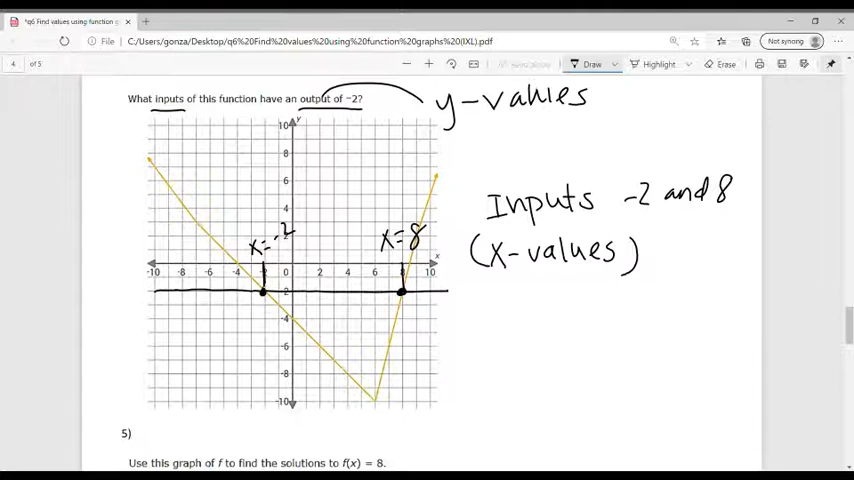 *q6 Find values using function g
File
C:/Users/gonza/Desktop/q6%20Find%20values%20using%20function%20graphs%20(IXL).pdf
Not syncing
4 of 5
Draw
Highlight
Erase
What inputs of this function have an output of -2?
y-values
Inputs -2 and 8
(x-values)
x=-2
x=8
y
x
10
8
6
4
2
-10 -8 -6 -4 -2 0 2 4 6 8 10
-2
-4
-6
-8
-10
5)
Use this graph of f to find the solutions to f(x) = 8.